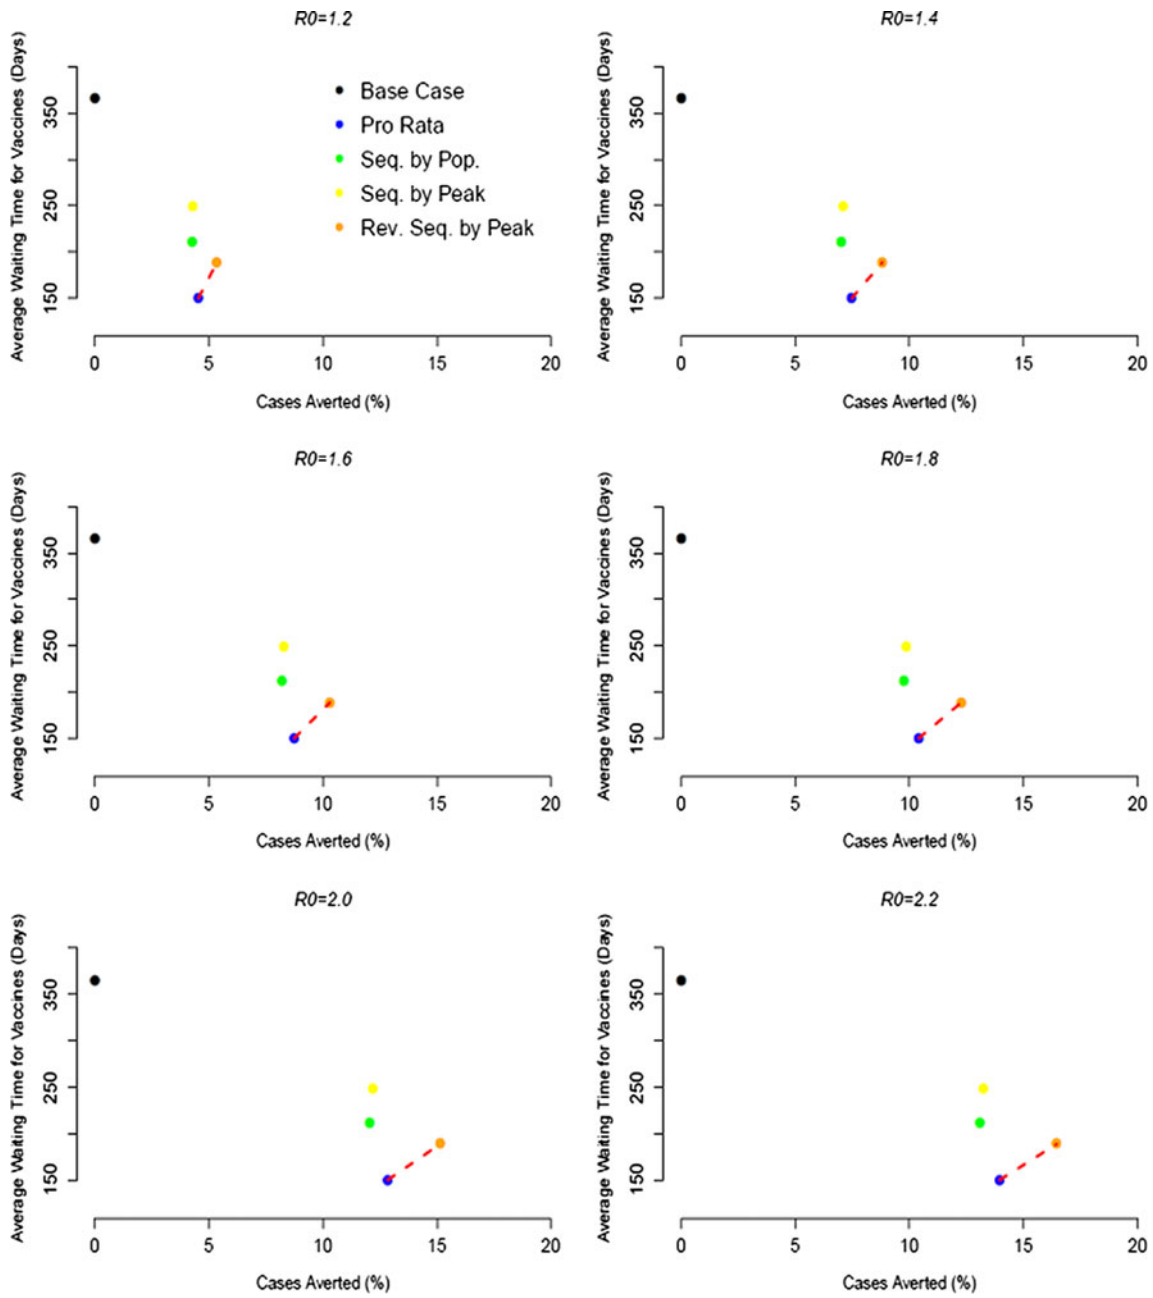 R0=1.2
Average Waiting Time for Vaccines (Days)
350
250
150
Base Case
Pro Rata
Seq. by Pop.
Seq. by Peak
Rev. Seq. by Peak
0 5 10 15 20
Cases Averted (%)
R0=1.4
Average Waiting Time for Vaccines (Days)
350
250
150
0 5 10 15 20
Cases Averted (%)
R0=1.6
Average Waiting Time for Vaccines (Days)
350
250
150
0 5 10 15 20
Cases Averted (%)
R0=1.8
Average Waiting Time for Vaccines (Days)
350
250
150
0 5 10 15 20
Cases Averted (%)
R0=2.0
Average Waiting Time for Vaccines (Days)
350
250
150
0 5 10 15 20
Cases Averted (%)
R0=2.2
Average Waiting Time for Vaccines (Days)
350
250
150
0 5 10 15 20
Cases Averted (%)